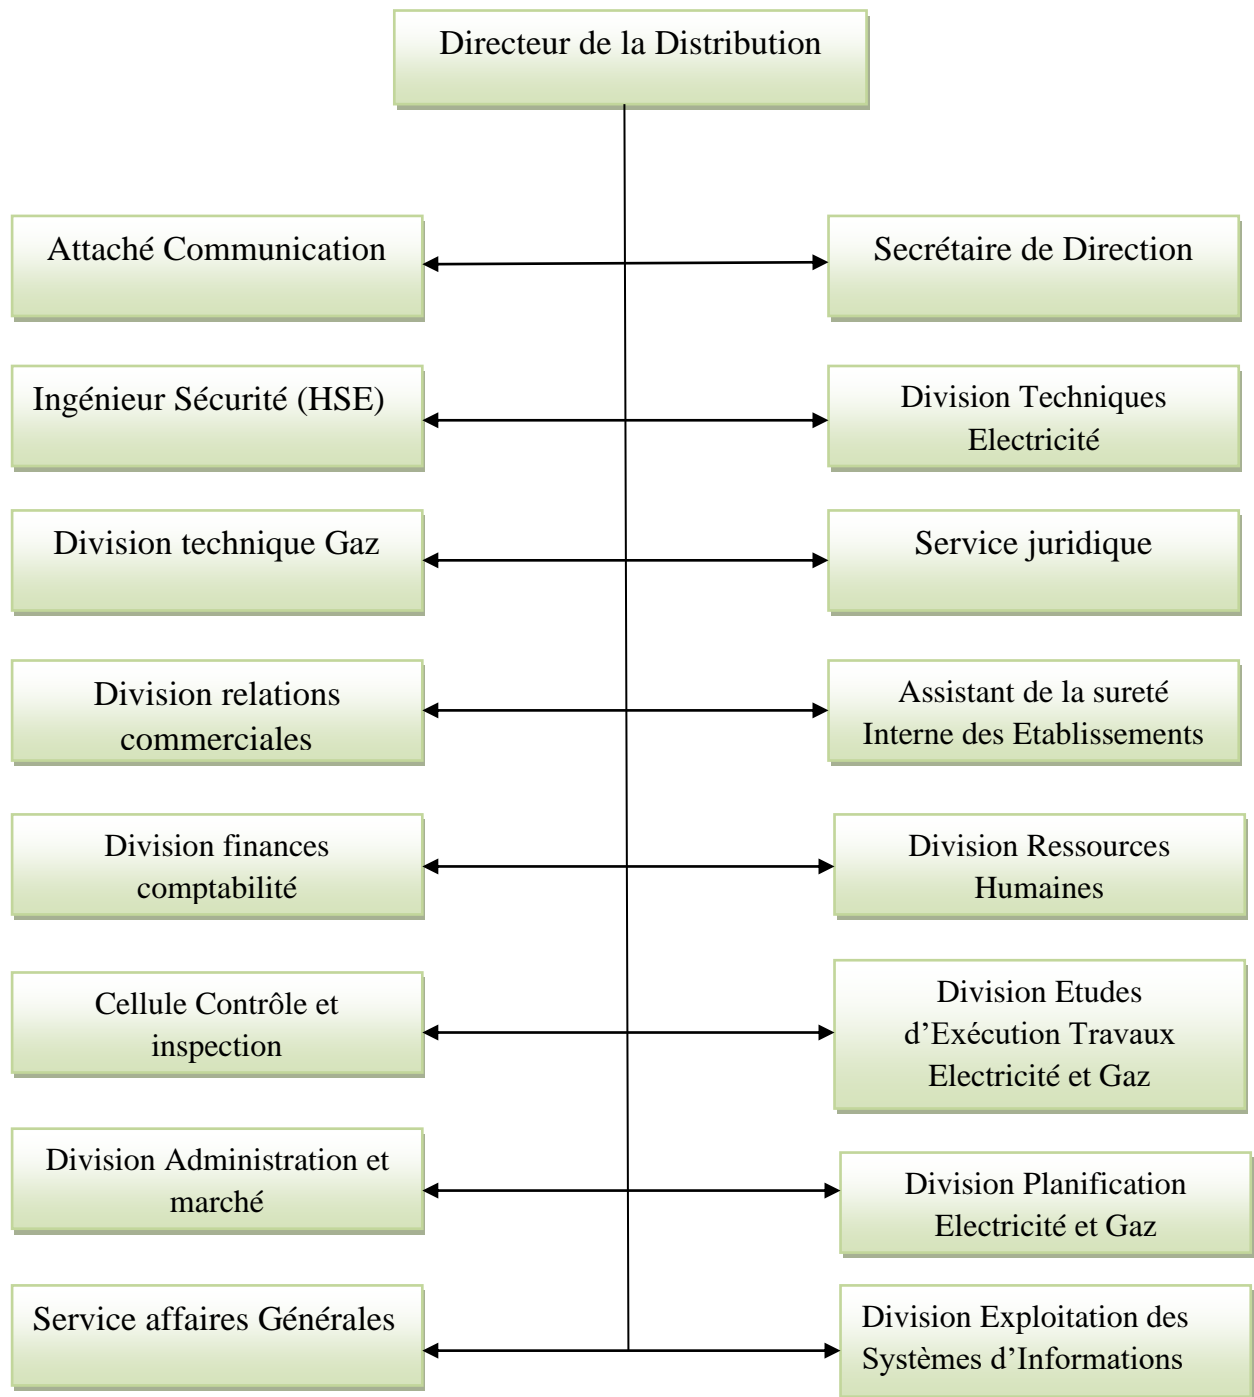 Directeur de la Distribution
Attaché Communication
Secrétaire de Direction
Ingénieur Sécurité (HSE)
Division Techniques
Electricité
Division technique Gaz
Service juridique
Division relations
commerciales
Assistant de la sureté
Interne des Etablissements
Division finances
comptabilité
Division Ressources
Humaines
Cellule Contrôle et
inspection
Division Etudes
d’Exécution Travaux
Electricité et Gaz
Division Administration et
marché
Division Planification
Electricité et Gaz
Service affaires Générales
Division Exploitation des
Systèmes d’Informations